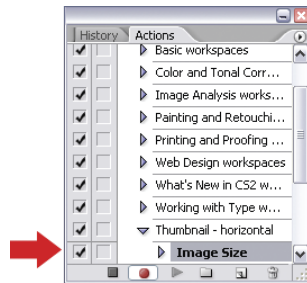 History
Actions
Basic workspaces
Color and Tonal Corr...
Image Analysis works...
Painting and Retouchi...
Printing and Proofing ...
Web Design workspaces
What's New in CS2 w...
Working with Type w...
Thumbnail - horizontal
Image Size